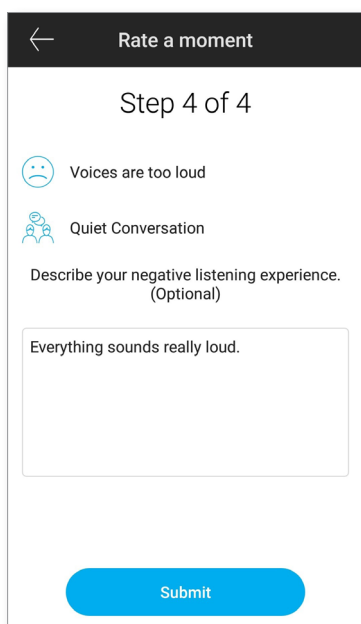 Rate a moment
Step 4 of 4
Voices are too loud
Quiet Conversation
Describe your negative listening experience.
(Optional)
Everything sounds really loud.
Submit